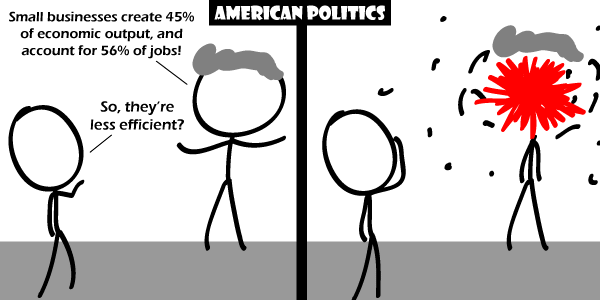 AMERICAN POLITICS
Small businesses create 45%
of economic output, and
account for 56% of jobs!
So, they're
less efficient?